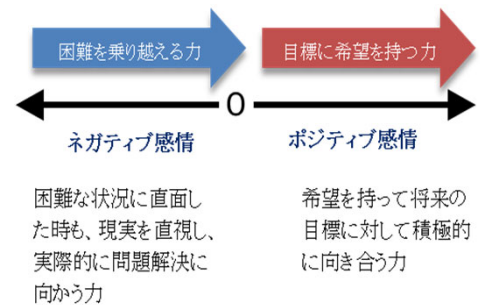 困難を乗り越える力
目標に希望を持つ力
0
ネガティブ感情
ポジティブ感情
困難な状況に直面し
た時も、現実を直視し、
実際的に問題解決に
向かう力
希望を持って将来の
目標に対して積極的
に向き合う力